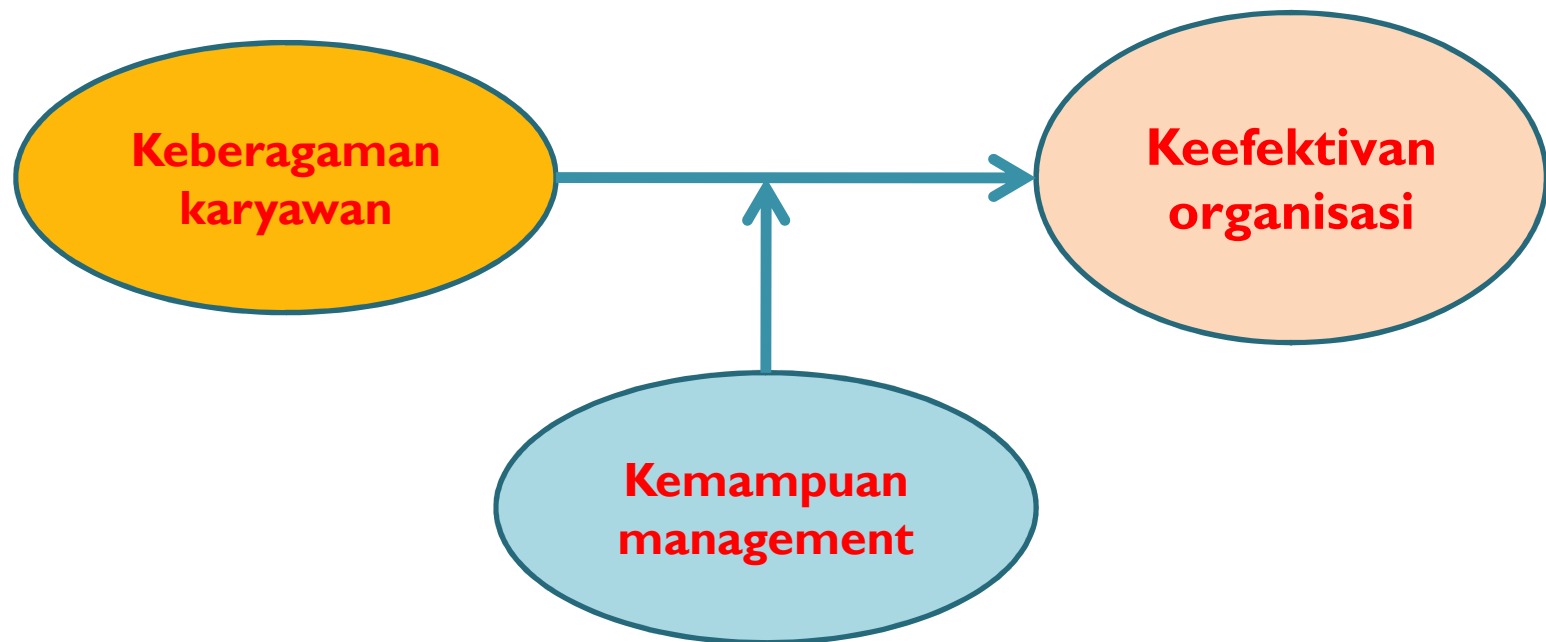 Keberagaman
karyawan
Keefektivan
organisasi
Kemampuan
management